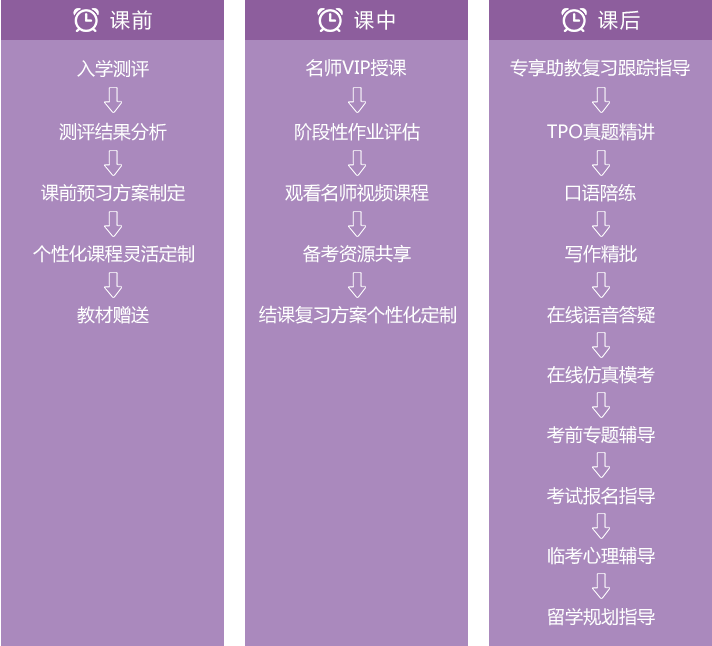 课前
入学测评
测评结果分析
课前预习方案制定
个性化课程灵活定制
教材赠送
课中
名师VIP授课
阶段性作业评估
观看名师视频课程
备考资源共享
结课复习方案个性化定制
课后
专享助教复习跟踪指导
TPO真题精讲
口语陪练
写作精批
在线语音答疑
在线仿真模考
考前专题辅导
考试报名指导
临考心理辅导
留学规划指导